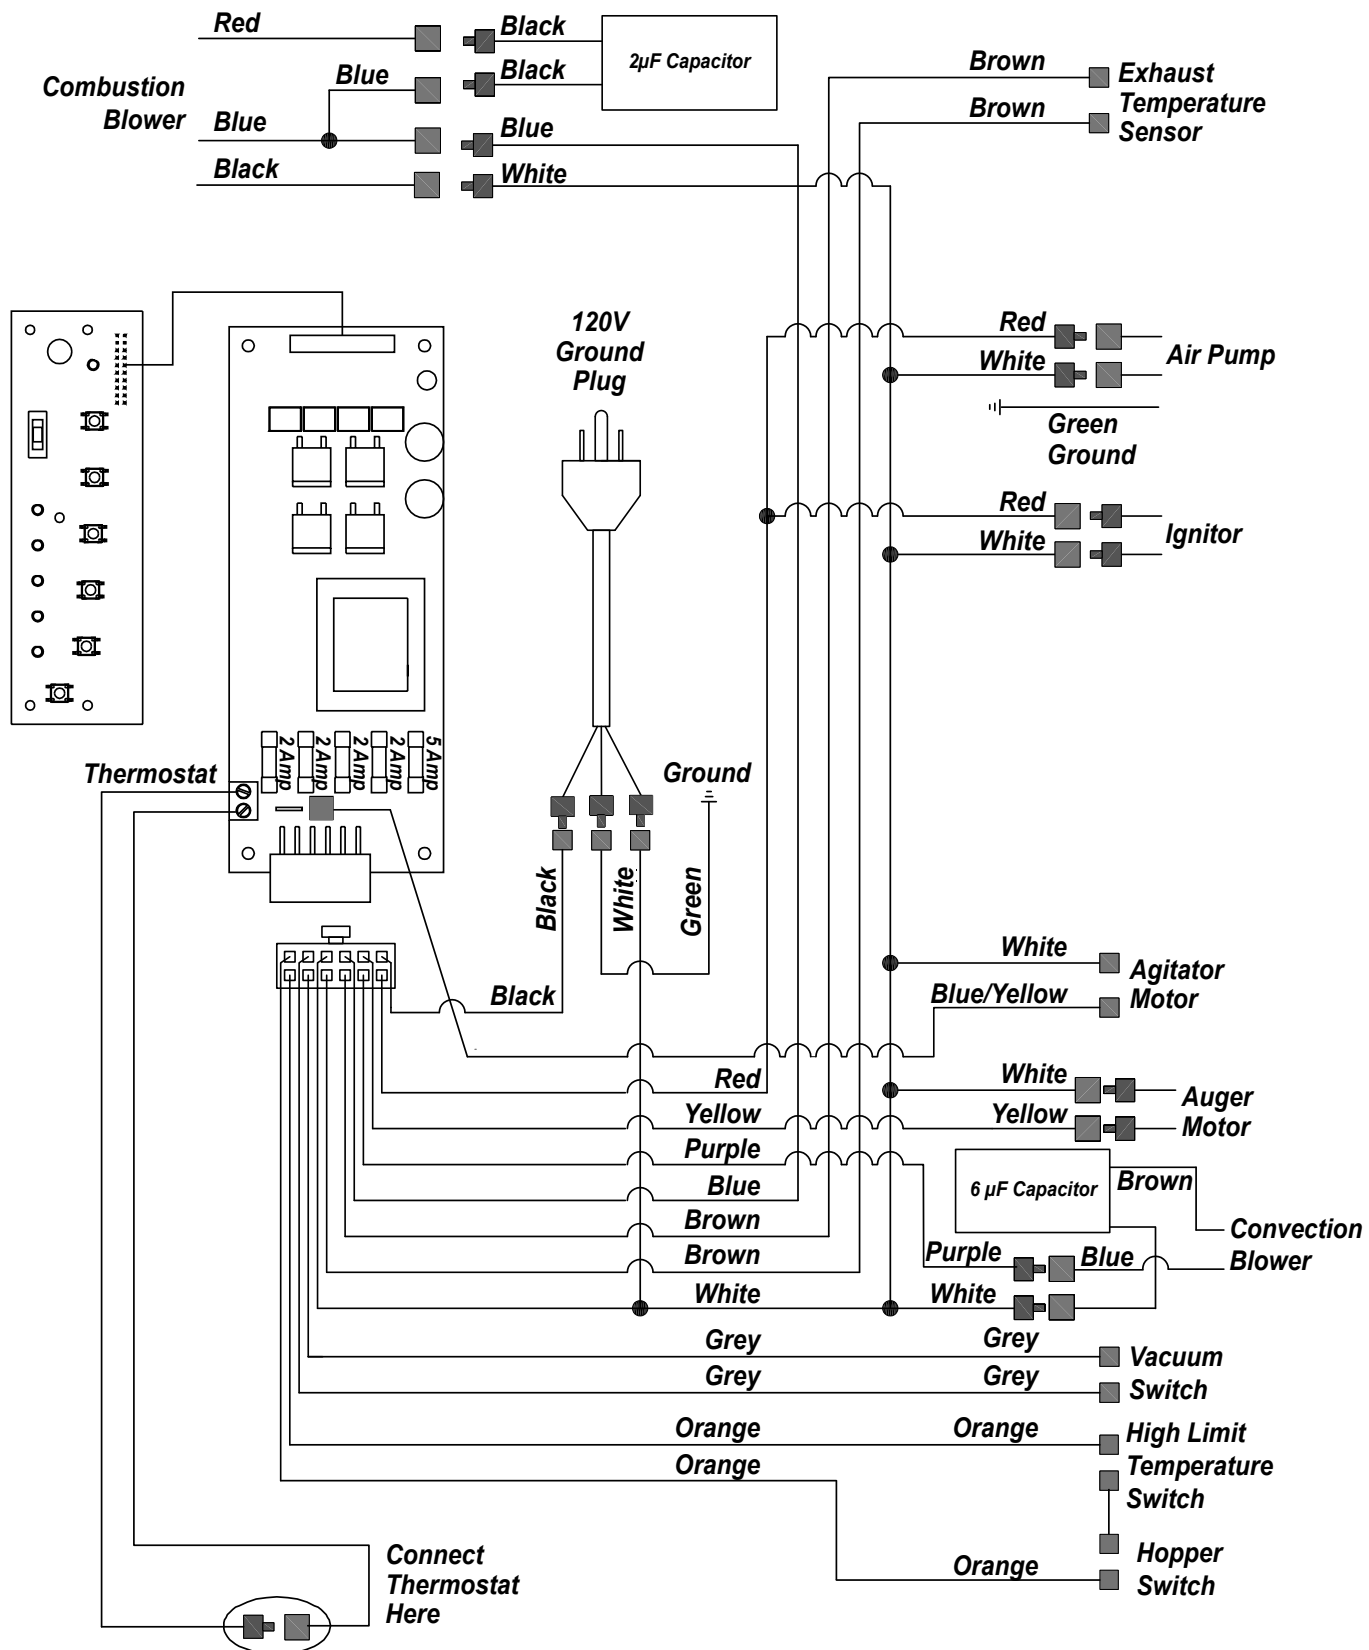 Red
Black
2µF Capacitor
Blue
Black
Combustion
Blower
Blue
Blue
Black
White
Brown
Exhaust
Temperature
Sensor
Brown
120V
Ground
Plug
Red
White
Air Pump
Green
Ground
Red
White
Ignitor
2 Amp
2 Amp
2 Amp
2 Amp
5 Amp
Thermostat
Ground
Black
White
Green
Black
White
Blue/Yellow
Agitator
Motor
Red
White
Yellow
Yellow
Auger
Motor
Purple
6 µF Capacitor
Brown
Blue
Brown
Convection
Blower
Purple
Blue
Brown
White
White
Grey
Grey
Vacuum
Switch
Grey
Grey
Orange
Orange
High Limit
Temperature
Switch
Orange
Connect
Thermostat
Here
Orange
Hopper
Switch